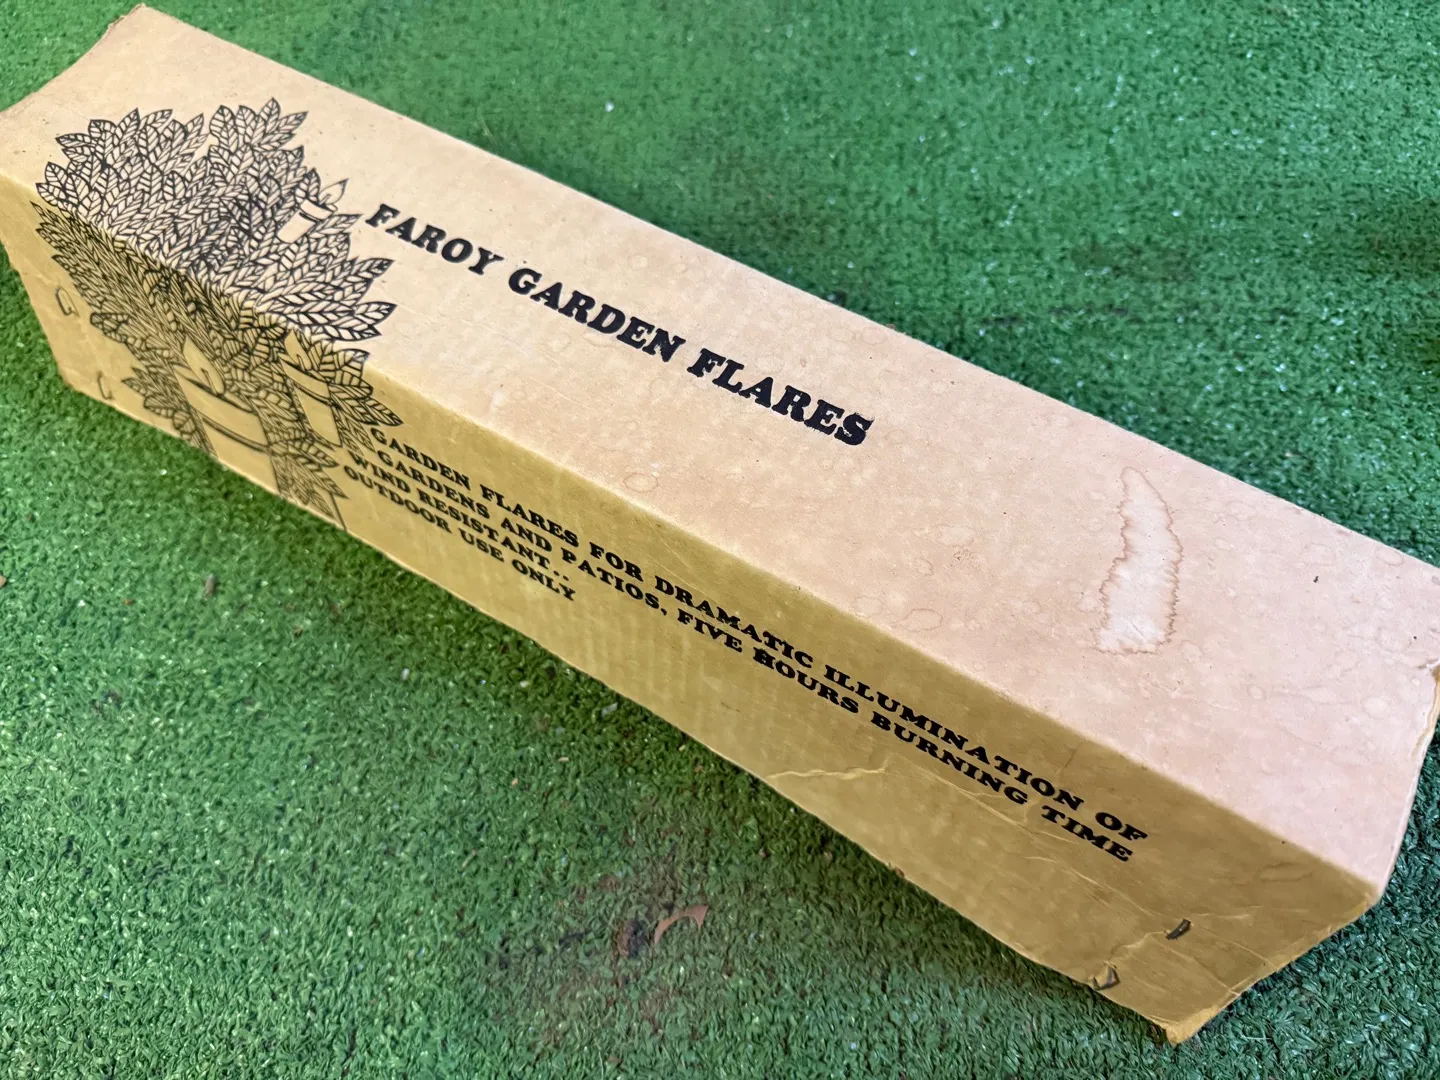 FAROY GARDEN FLARES
GARDEN FLARES FOR DRAMATIC ILLUMINATION OF
GARDENS AND PATIOS, FIVE HOURS BURNING TIME
WIND RESISTANT..
OUTDOOR USE ONLY